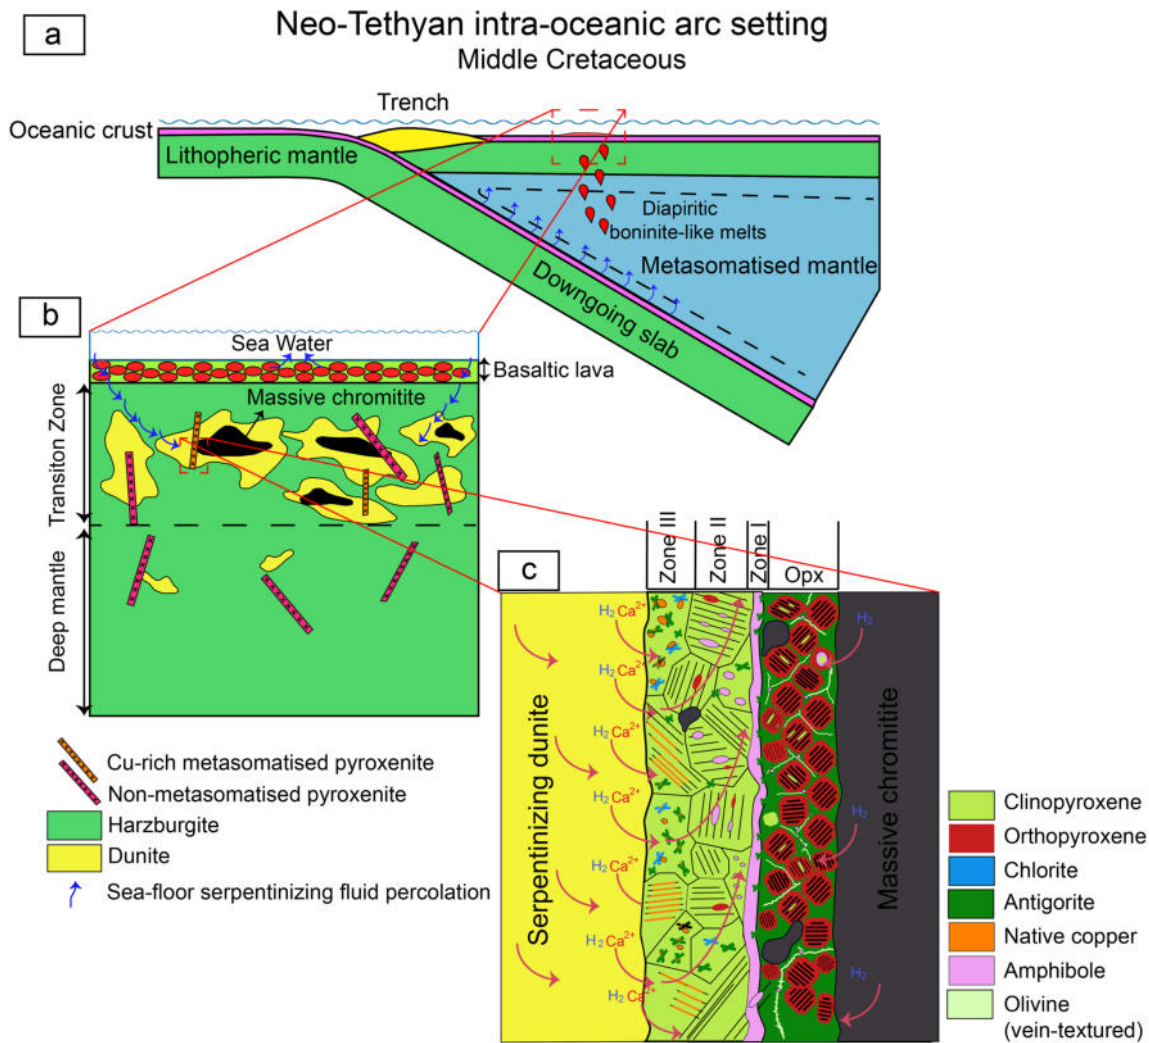 a
Neo-Tethyan intra-oceanic arc setting
Middle Cretaceous
Trench
Oceanic crust
Lithopheric mantle
Diapiritic
boninite-like melts
Metasomatised mantle
Downgoing slab
b
Sea Water
Basaltic lava
Massive chromitite
Transiton Zone
Deep mantle
Cu-rich metasomatised pyroxenite
Non-metasomatised pyroxenite
Harzburgite
Dunite
Sea-floor serpentinizing fluid percolation
c
Zone III
Zone II
Zone I
Opx
Serpentinizing dunite
H₂ Ca²⁺
H₂ Ca²⁺
H₂ Ca²⁺
H₂ Ca²⁺
H₂ Ca²⁺
H₂ Ca²⁺
H₂ Ca²⁺
H₂
H₂
H₂
Massive chromitite
Clinopyroxene
Orthopyroxene
Chlorite
Antigorite
Native copper
Amphibole
Olivine
(vein-textured)